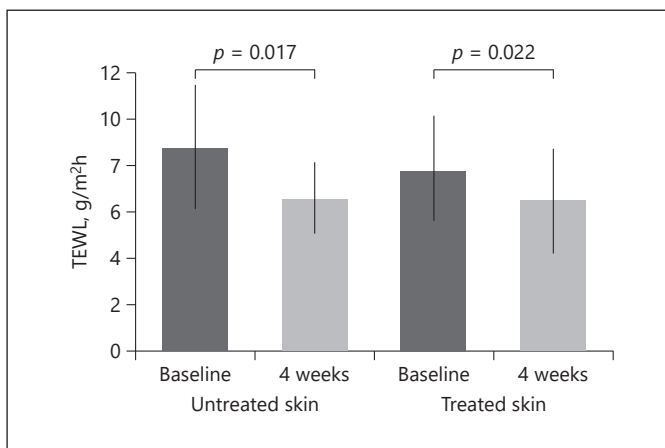 p = 0.017
p = 0.022
12
10
7
6
4
2
0
TEWL, g/m²h
Baseline
4 weeks
Baseline
4 weeks
Untreated skin
Treated skin